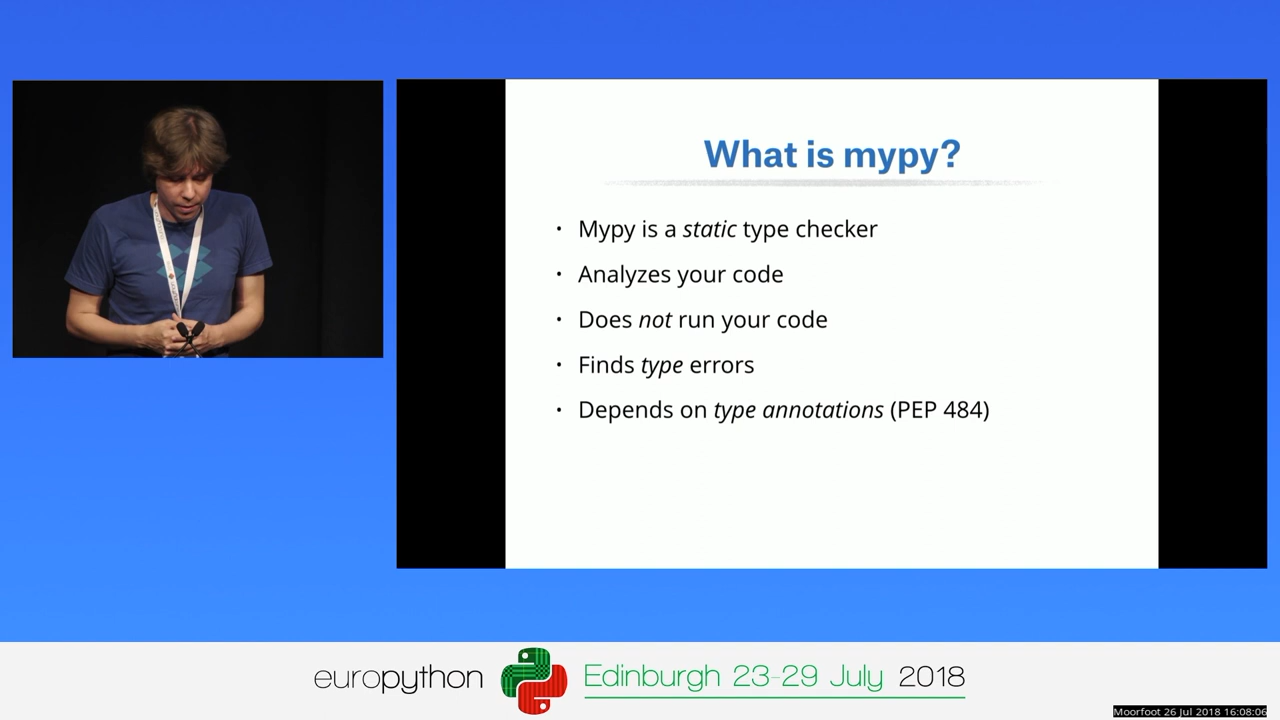 What is mypy?
• Mypy is a static type checker
• Analyzes your code
• Does not run your code
• Finds type errors
• Depends on type annotations (PEP 484)
europython Edinburgh 23-29 July 2018
Moorfoot 26 Jul 2018 16:08:06